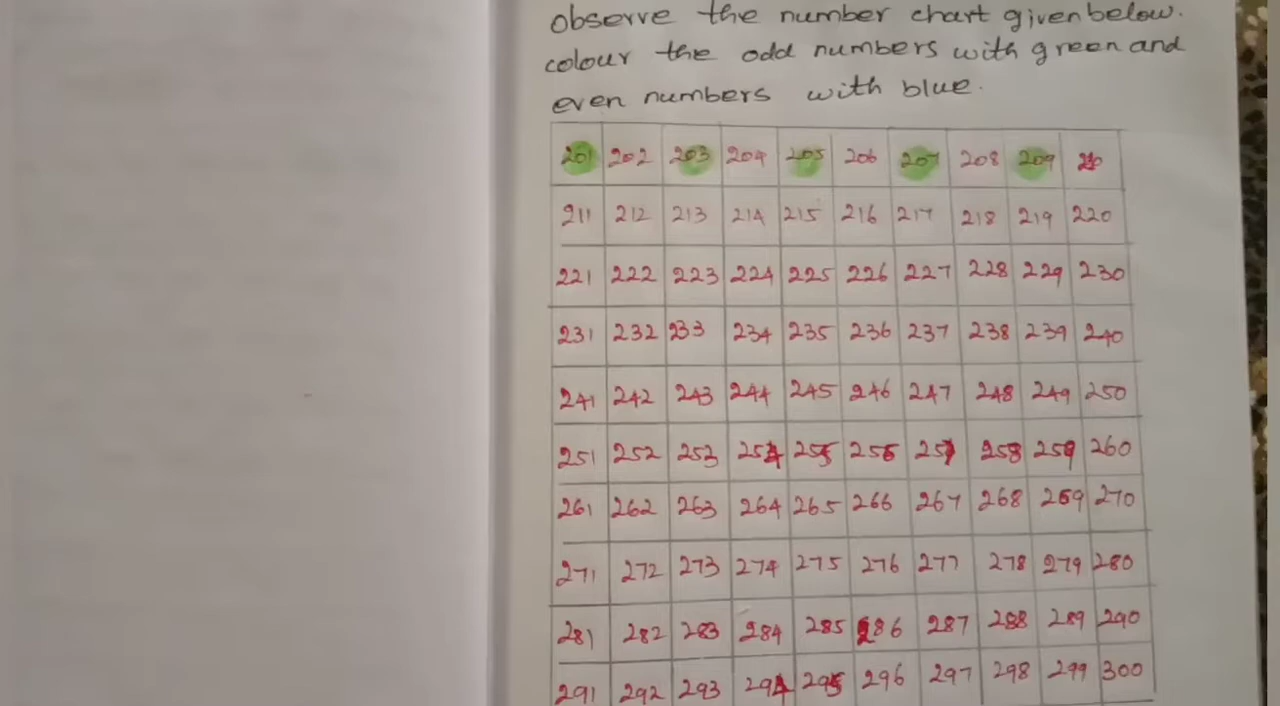 observe the number chart given below.
colour the odd numbers with green and
even numbers with blue.
201 202 203 204 205 206 207 208 209 210
211 212 213 214 215 216 217 218 219 220
221 222 223 224 225 226 227 228 229 230
231 232 233 234 235 236 237 238 239 240
241 242 243 244 245 246 247 248 249 250
251 252 253 254 255 256 257 258 259 260
261 262 263 264 265 266 267 268 269 270
271 272 273 274 275 276 277 278 279 280
281 282 283 284 285 286 287 288 289 290
291 292 293 294 295 296 297 298 299 300